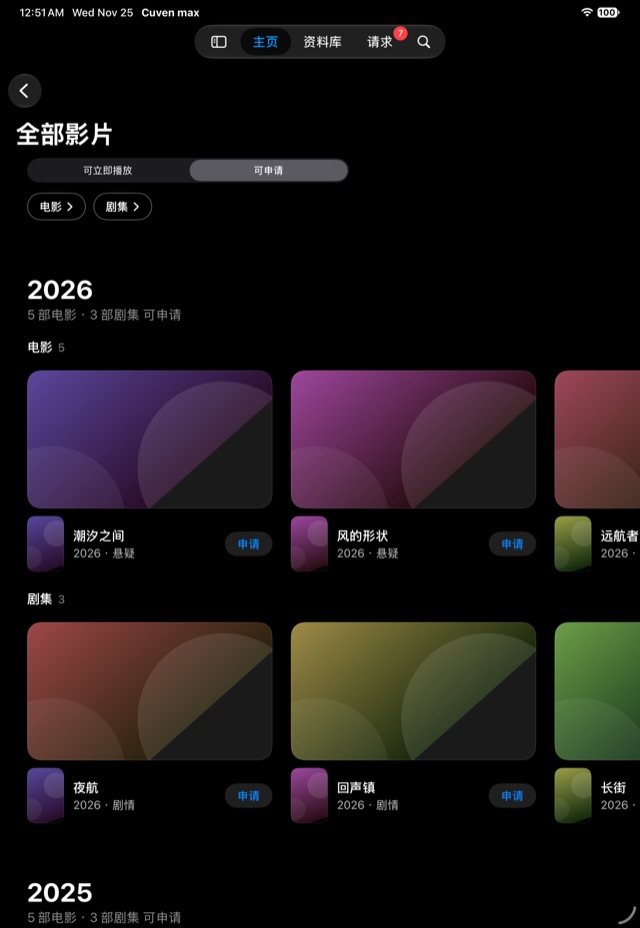 12:51 AM Wed Nov 25 Cuven max 100
主页 资料库 请求 7
全部影片
可立即播放 可申请
电影 剧集
2026
5 部电影 · 3 部剧集 可申请
电影 5
潮汐之间 申请 风的形状 申请 远航者
2026 · 悬疑 2026 · 悬疑 2026 ·
剧集 3
夜航 申请 回声镇 申请 长街
2026 · 剧情 2026 · 剧情 2026 ·
2025
5 部电影 · 3 部剧集 可申请